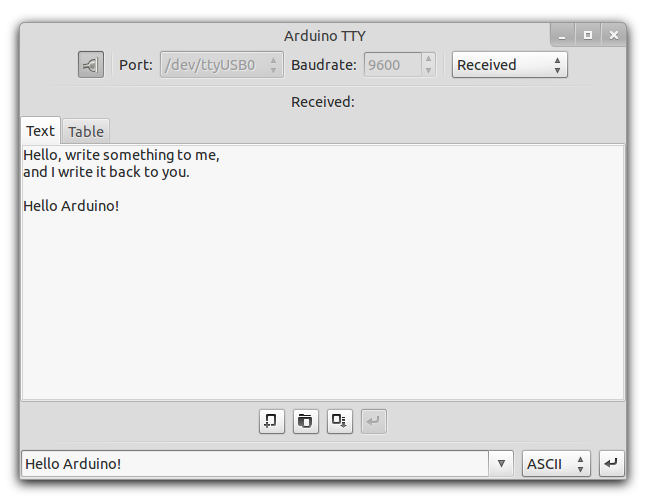 Arduino TTY
Port: /dev/ttyUSB0 Baudrate: 9600 Received
Received:
Text Table
Hello, write something to me,
and I write it back to you.
Hello Arduino!
Hello Arduino! ASCII